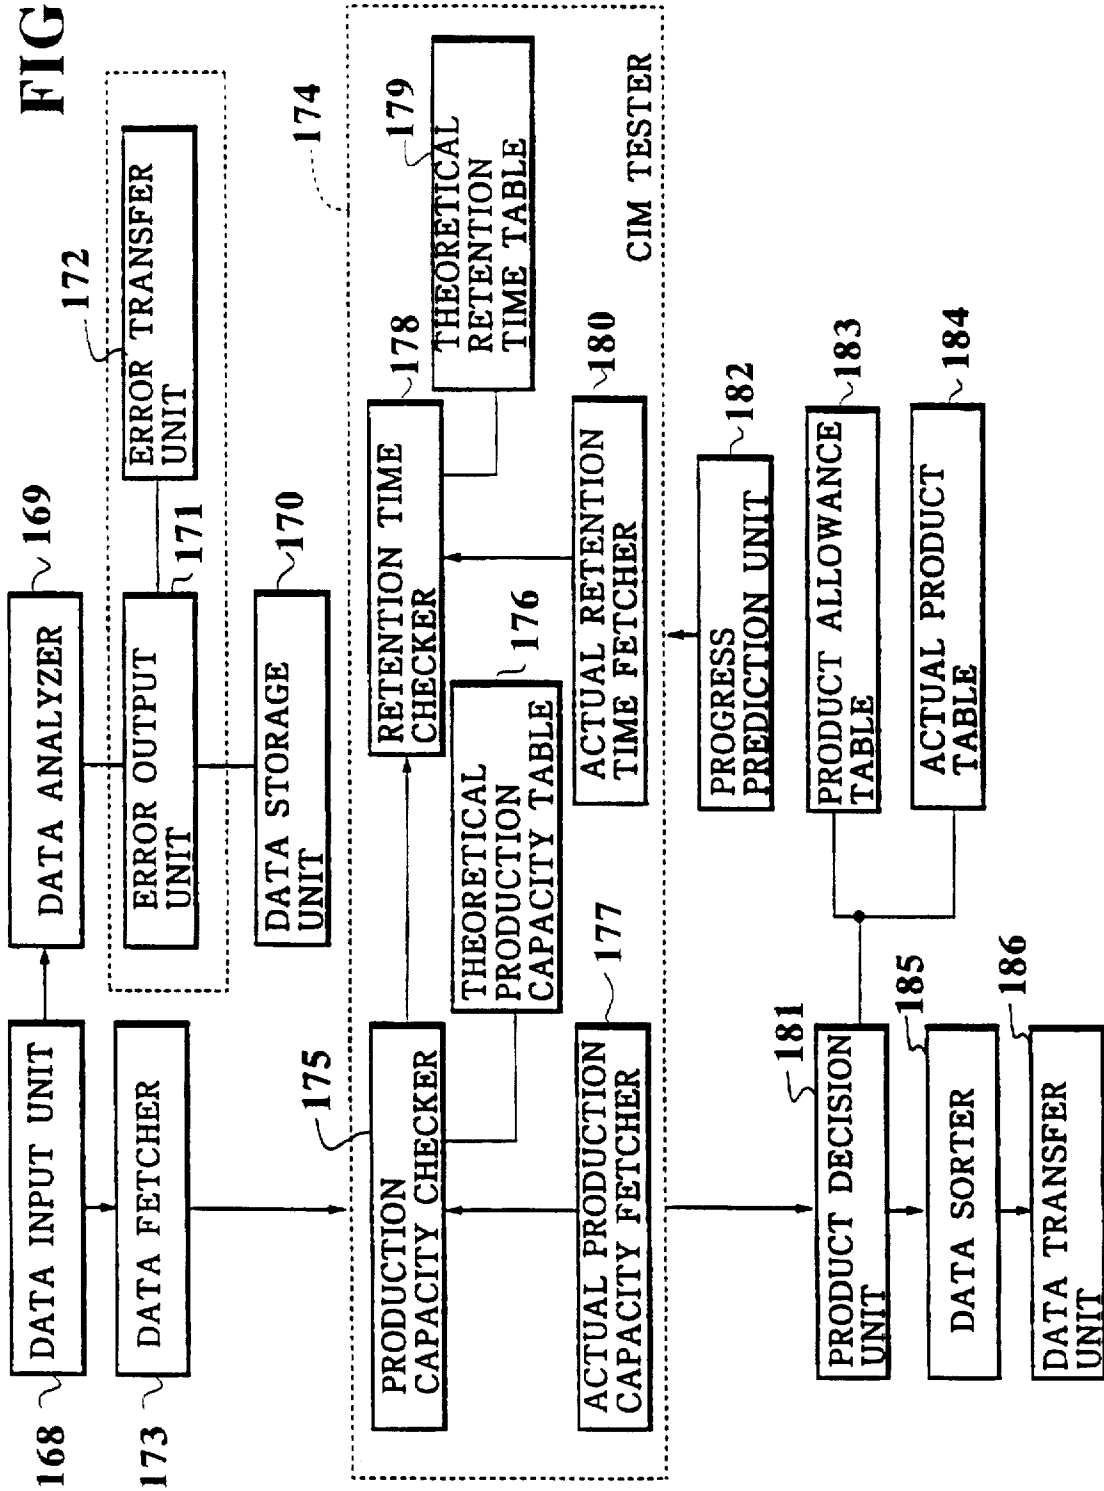 FIG
168
DATA INPUT UNIT
169
DATA ANALYZER
173
DATA FETCHER
171
ERROR OUTPUT
UNIT
172
ERROR TRANSFER
UNIT
170
DATA STORAGE
UNIT
174
175
PRODUCTION
CAPACITY CHECKER
178
RETENTION TIME
CHECKER
176
THEORETICAL
PRODUCTION
CAPACITY TABLE
179
THEORETICAL
RETENTION
TIME TABLE
177
ACTUAL PRODUCTION
CAPACITY FETCHER
180
ACTUAL RETENTION
TIME FETCHER
CIM TESTER
182
PROGRESS
PREDICTION UNIT
181
PRODUCT DECISION
UNIT
183
PRODUCT ALLOWANCE
TABLE
185
DATA SORTER
184
ACTUAL PRODUCT
TABLE
186
DATA TRANSFER
UNIT